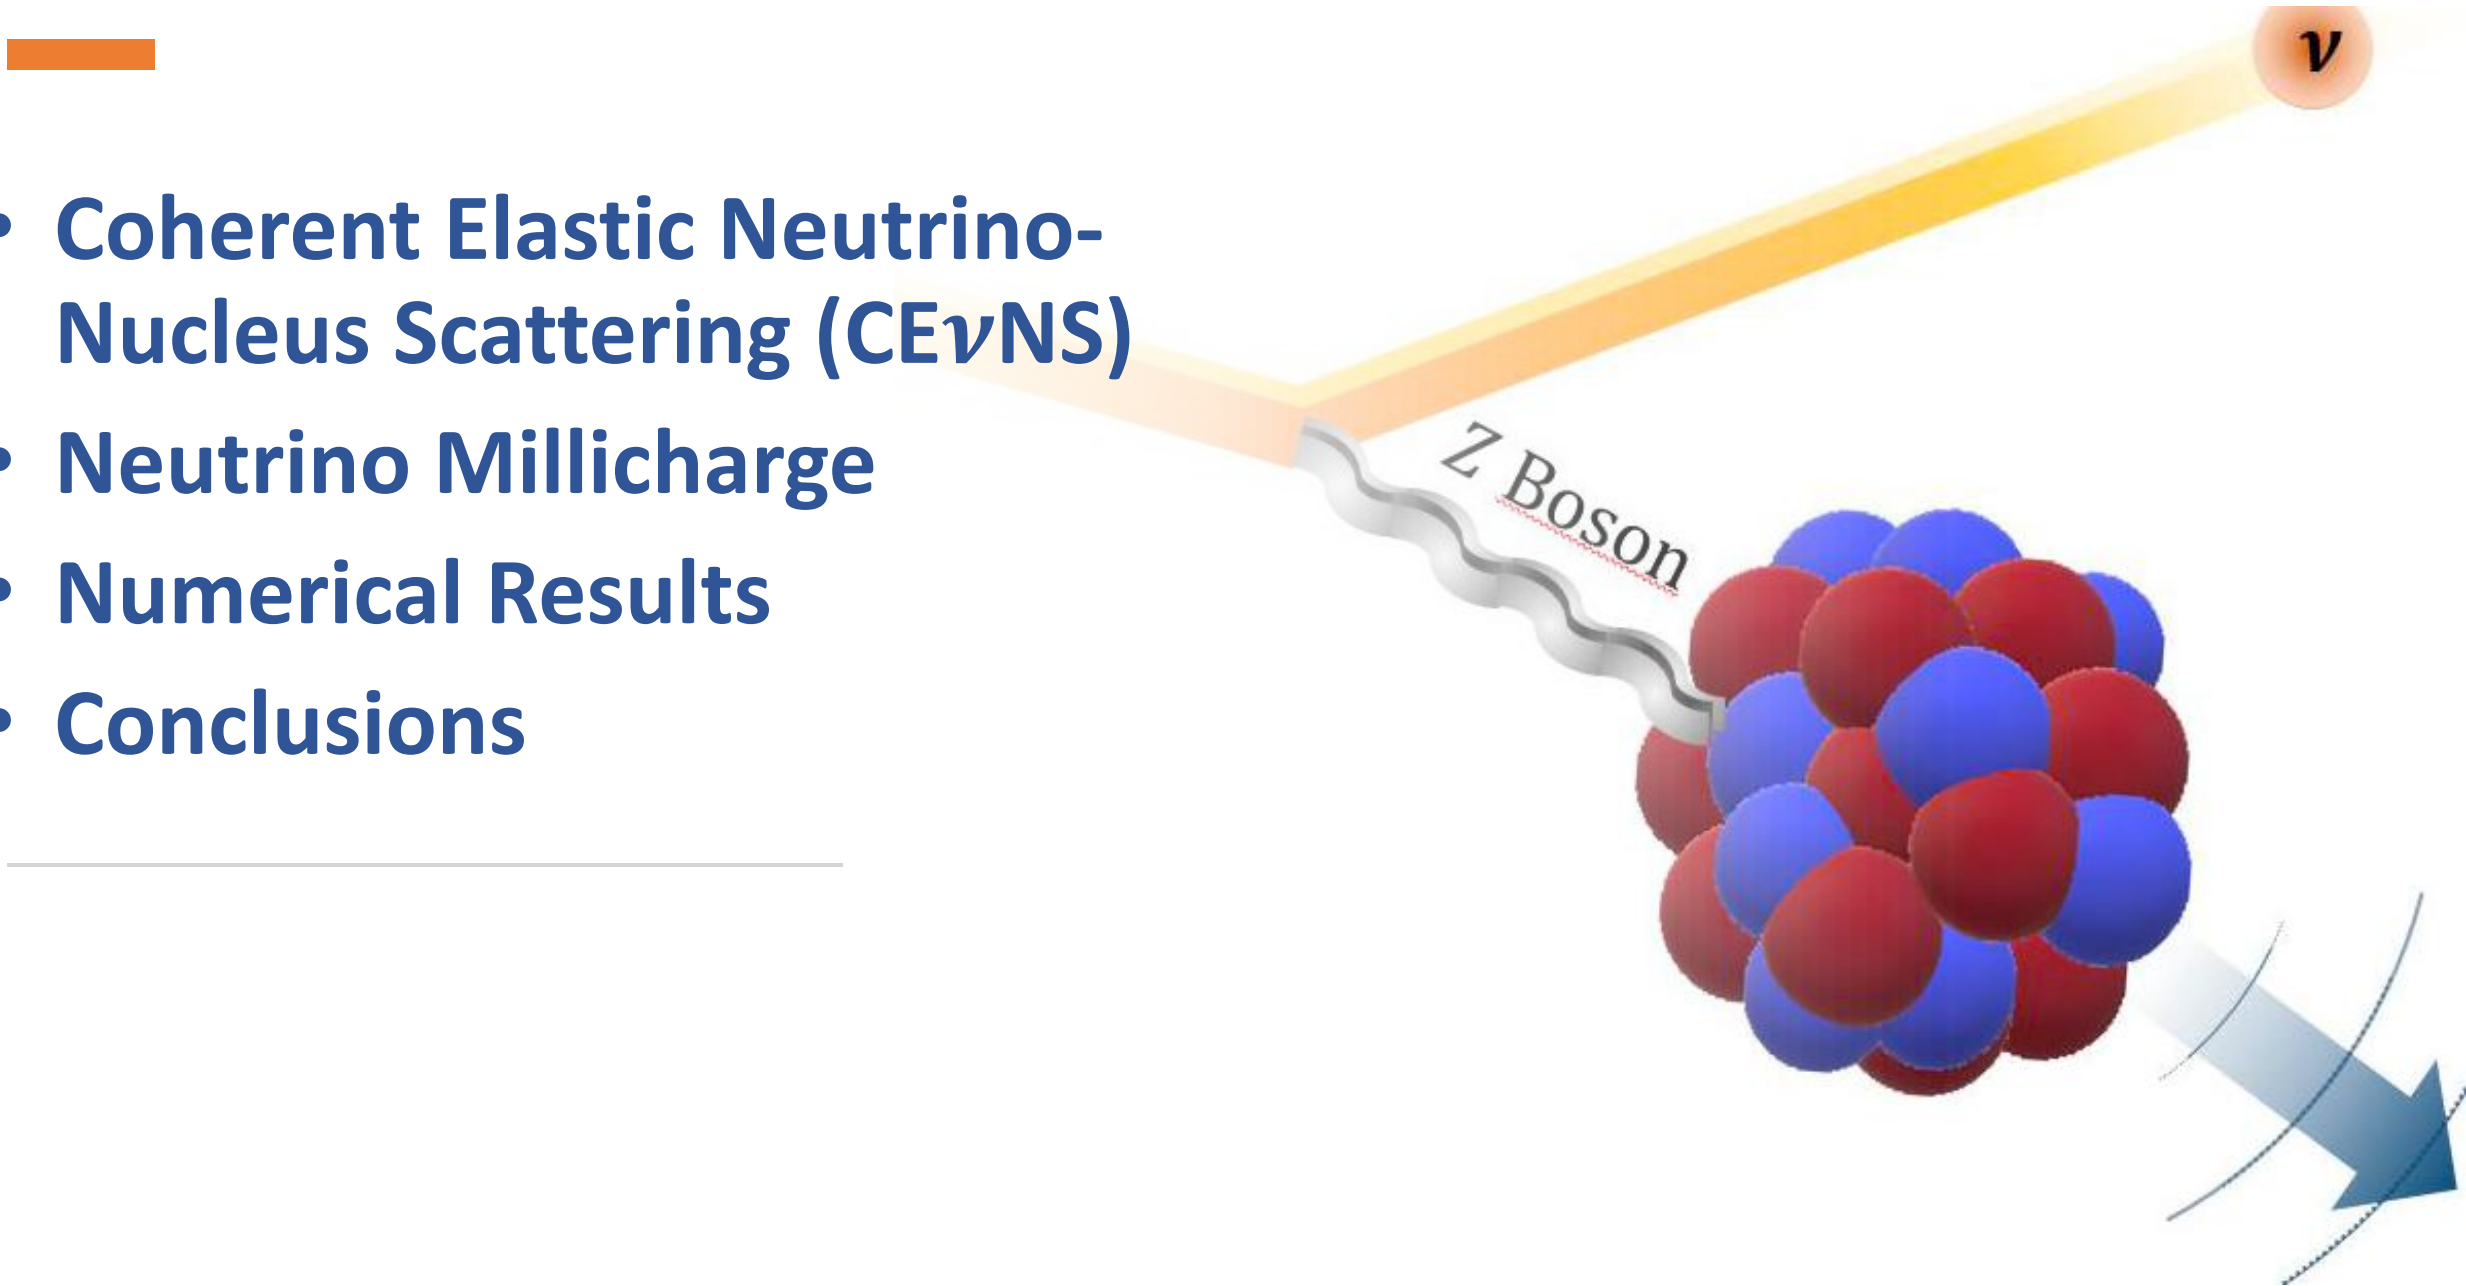 • Coherent Elastic Neutrino-
Nucleus Scattering (CE𝝂NS)
• Neutrino Millicharge
• Numerical Results
• Conclusions
𝝂
Z Boson